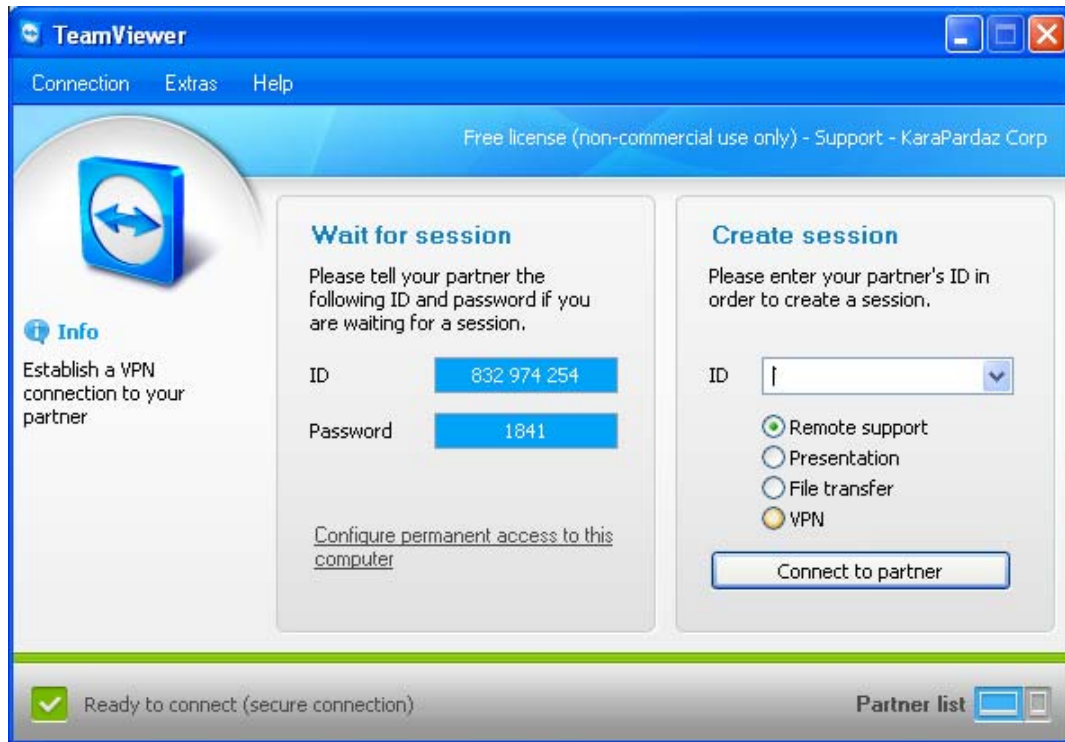 TeamViewer
Connection Extras Help
Free license (non-commercial use only) - Support - KaraPardaz Corp
Info
Establish a VPN
connection to your
partner
Wait for session
Please tell your partner the
following ID and password if you
are waiting for a session.
ID 832 974 254
Password 1841
Configure permanent access to this
computer
Create session
Please enter your partner's ID in
order to create a session.
ID
Remote support
Presentation
File transfer
VPN
Connect to partner
Ready to connect (secure connection)
Partner list